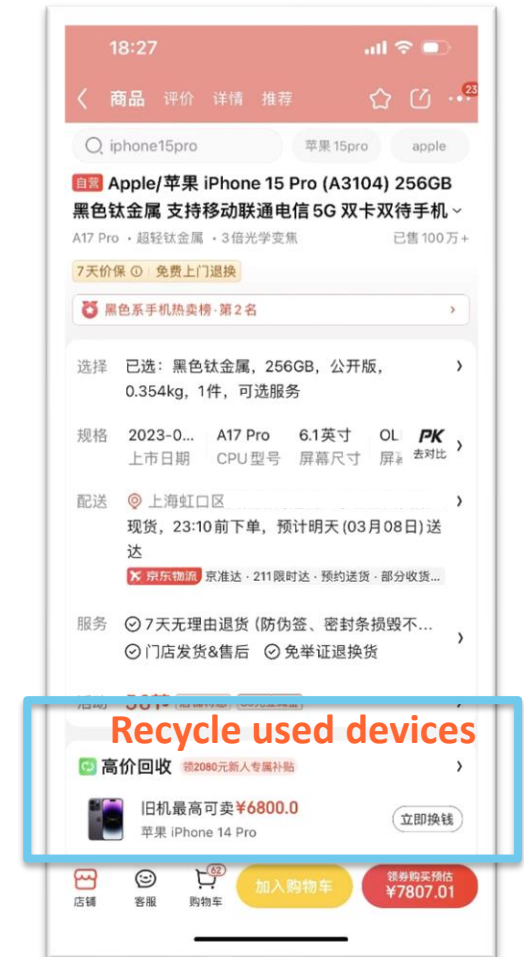 18:27
商品 评价 详情 推荐 23
iphone15pro 苹果 15pro apple
自营 Apple/苹果 iPhone 15 Pro (A3104) 256GB
黑色钛金属 支持移动联通电信 5G 双卡双待手机
A17 Pro · 超轻钛金属 · 3倍光学变焦 已售100万+
7天价保 免费上门退换
黑色系手机热卖榜·第2名
选择 已选：黑色钛金属，256GB，公开版，
0.354kg，1件，可选服务
规格 2023-0... A17 Pro 6.1英寸 OL PK
上市日期 CPU型号 屏幕尺寸 屏 去对比
配送 上海虹口区
现货，23:10前下单，预计明天(03月08日)送
达
京东物流 京准达 · 211限时达 · 预约送货 · 部分收货...
服务 7天无理由退货 (防伪签、密封条损毁不...
门店发货&售后 免举证退换货
活动
Recycle used devices
高价回收 领2080元新人专属补贴
旧机最高可卖¥6800.0
苹果 iPhone 14 Pro 立即换钱
店铺 客服 62 购物车 加入购物车 领券购买预估
¥7807.01